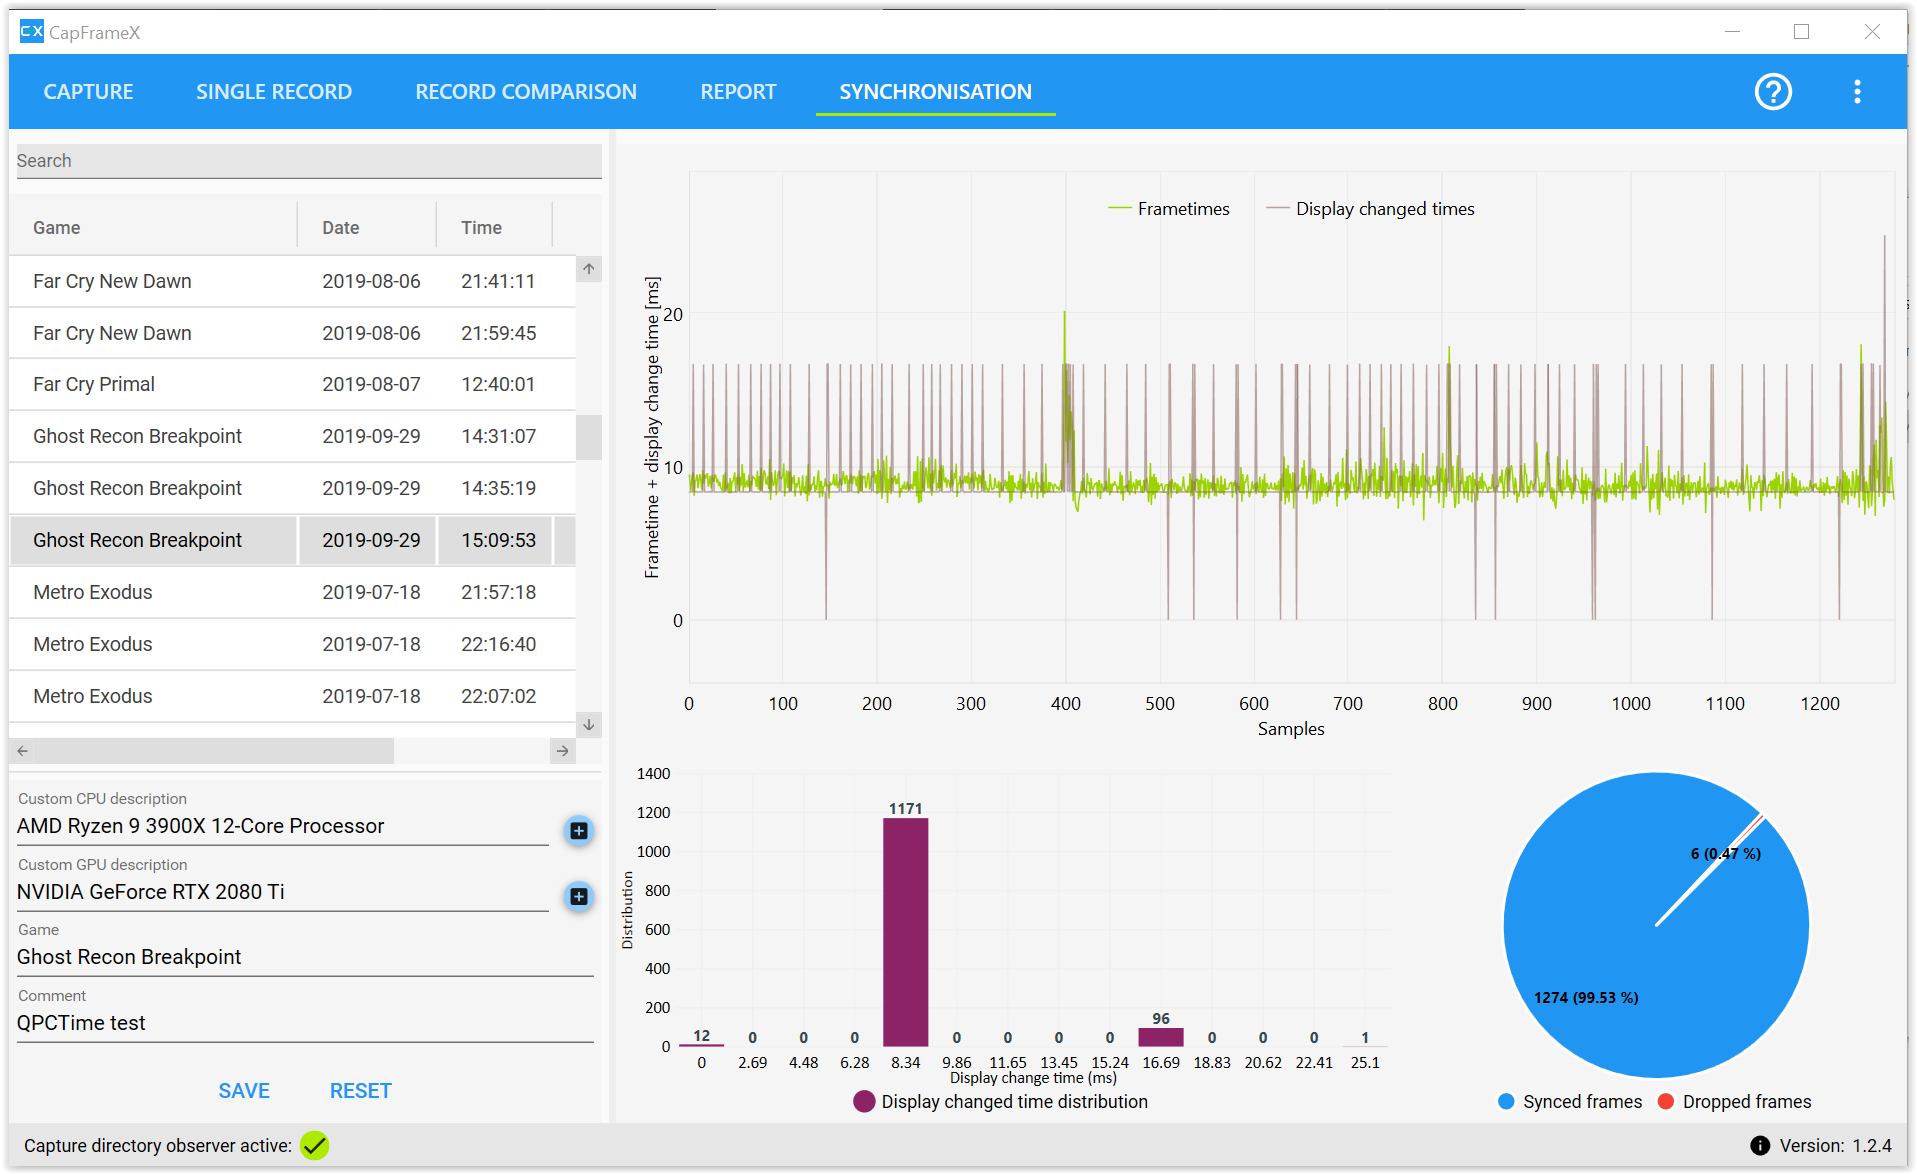 CX CapFrameX
CAPTURE SINGLE RECORD RECORD COMPARISON REPORT SYNCHRONISATION
Search
Game Date Time
Far Cry New Dawn 2019-08-06 21:41:11
Far Cry New Dawn 2019-08-06 21:59:45
Far Cry Primal 2019-08-07 12:40:01
Ghost Recon Breakpoint 2019-09-29 14:31:07
Ghost Recon Breakpoint 2019-09-29 14:35:19
Ghost Recon Breakpoint 2019-09-29 15:09:53
Metro Exodus 2019-07-18 21:57:18
Metro Exodus 2019-07-18 22:16:40
Metro Exodus 2019-07-18 22:07:02
Custom CPU description
AMD Ryzen 9 3900X 12-Core Processor
Custom GPU description
NVIDIA GeForce RTX 2080 Ti
Game
Ghost Recon Breakpoint
Comment
QPCTime test
SAVE RESET
Frametimes Display changed times
Frametime + display change time [ms]
20
10
0
0 100 200 300 400 500 600 700 800 900 1000 1100 1200
Samples
Distribution
1400
1200
1000
800
600
400
200
0
12 0 0 0 1171 0 0 0 0 96 0 0 0 1
0 2.69 4.48 6.28 8.34 9.86 11.65 13.45 15.24 16.69 18.83 20.62 22.41 25.1
Display change time (ms)
Display changed time distribution
6 (0.47 %)
1274 (99.53 %)
Synced frames Dropped frames
Capture directory observer active:
Version: 1.2.4